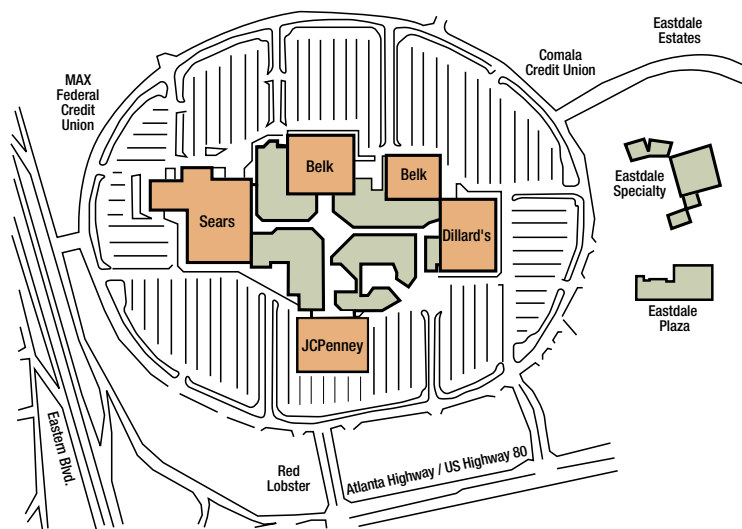 Eastdale
Estates
Comala
Credit Union
MAX
Federal
Credit
Union
Belk
Belk
Eastdale
Specialty
Sears
Dillard's
Eastdale
Plaza
JCPenney
Eastern Blvd.
Red
Lobster
Atlanta Highway / US Highway 80